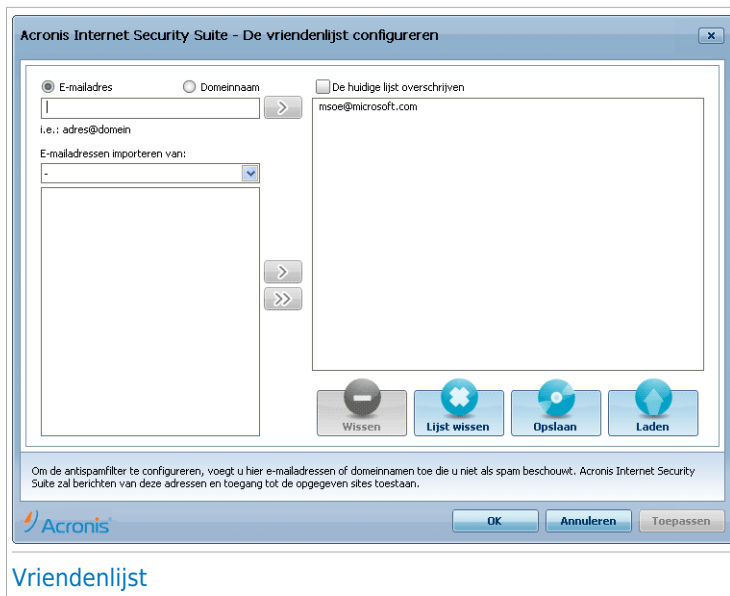 Acronis Internet Security Suite - De vriendenlijst configureren
E-mailadres
Domeinnaam
i.e.: adres@domein
E-mailadressen importeren van:
-
De huidige lijst overschrijven
msoe@microsoft.com
Wissen
Lijst wissen
Opslaan
Laden
Om de antispamfilter te configureren, voegt u hier e-mailadressen of domeinnamen toe die u niet als spam beschouwt. Acronis Internet Security
Suite zal berichten van deze adressen en toegang tot de opgegeven sites toestaan.
Acronis
OK
Annuleren
Toepassen
Vriendenlijst